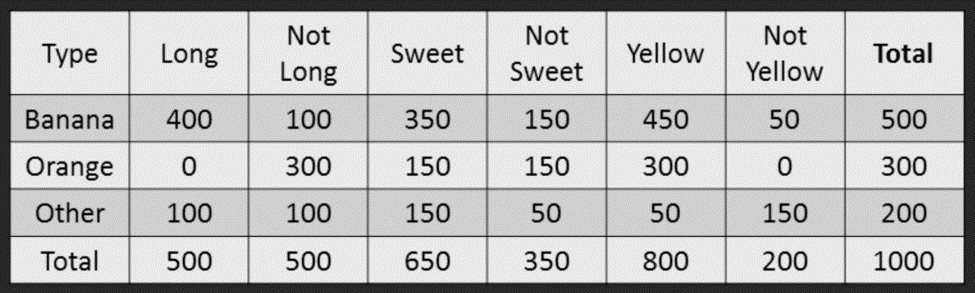 Type Long Not Long Sweet Not Sweet Yellow Not Yellow Total
Banana 400 100 350 150 450 50 500
Orange 0 300 150 150 300 0 300
Other 100 100 150 50 50 150 200
Total 500 500 650 350 800 200 1000